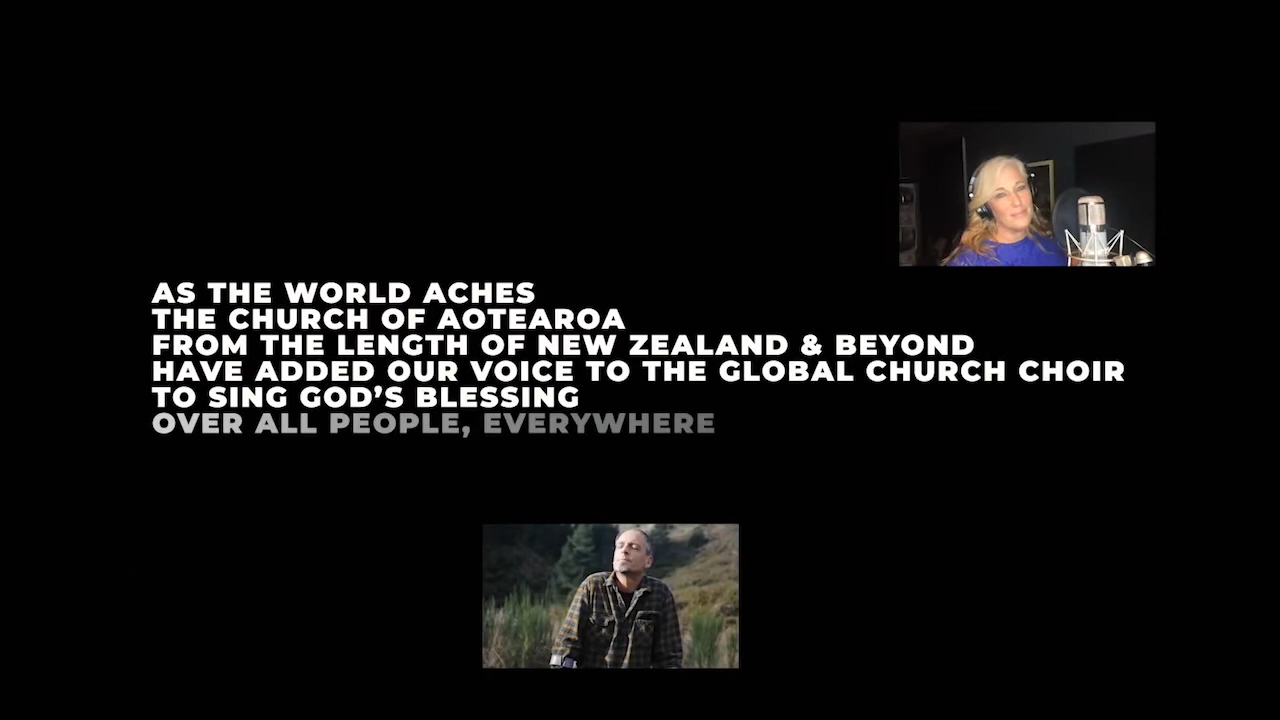 AS THE WORLD ACHES
THE CHURCH OF AOTEAROA
FROM THE LENGTH OF NEW ZEALAND & BEYOND
HAVE ADDED OUR VOICE TO THE GLOBAL CHURCH CHOIR
TO SING GOD’S BLESSING
OVER ALL PEOPLE, EVERYWHERE